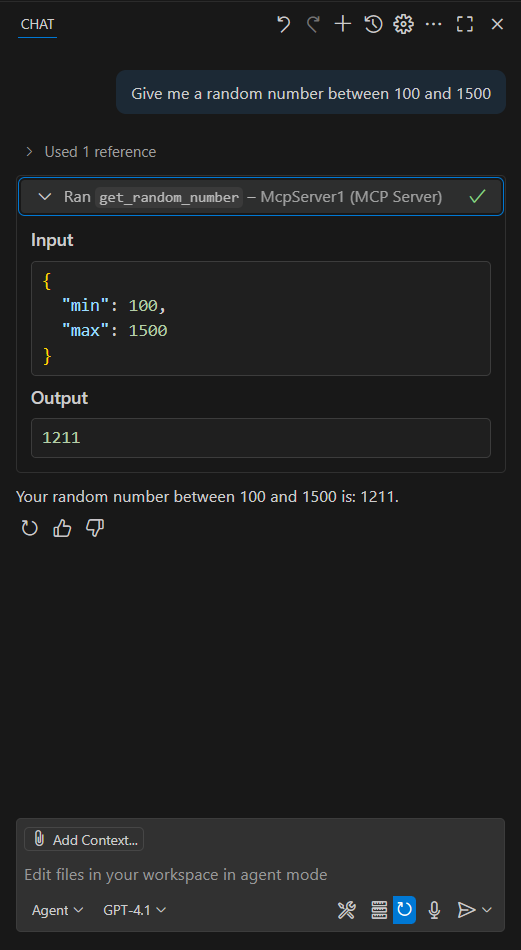 CHAT
Give me a random number between 100 and 1500
Used 1 reference
Ran get_random_number – McpServer1 (MCP Server)
Input
{
  "min": 100,
  "max": 1500
}
Output
1211
Your random number between 100 and 1500 is: 1211.
Add Context...
Edit files in your workspace in agent mode
Agent GPT-4.1